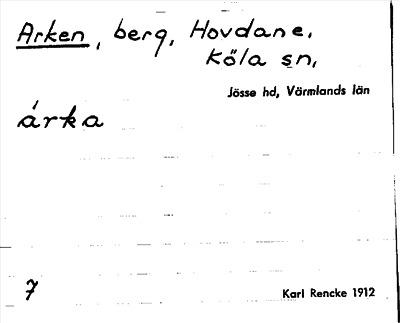 Arken, berg, Hovdane,
Köla sn,
Jösse hd, Värmlands län
árka
7
Karl Rencke 1912